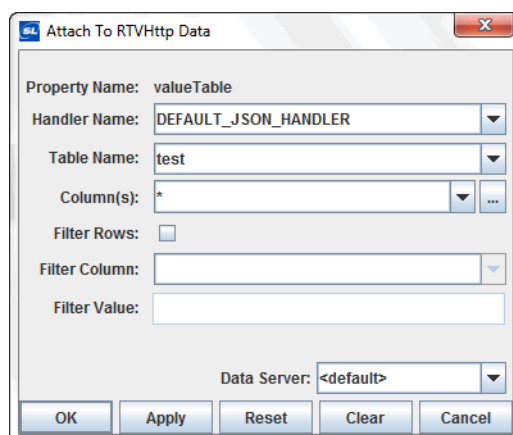 SL Attach To RTVHttp Data
Property Name: valueTable
Handler Name: DEFAULT_JSON_HANDLER
Table Name: test
Column(s): * ...
Filter Rows:
Filter Column:
Filter Value:
Data Server: <default>
OK Apply Reset Clear Cancel